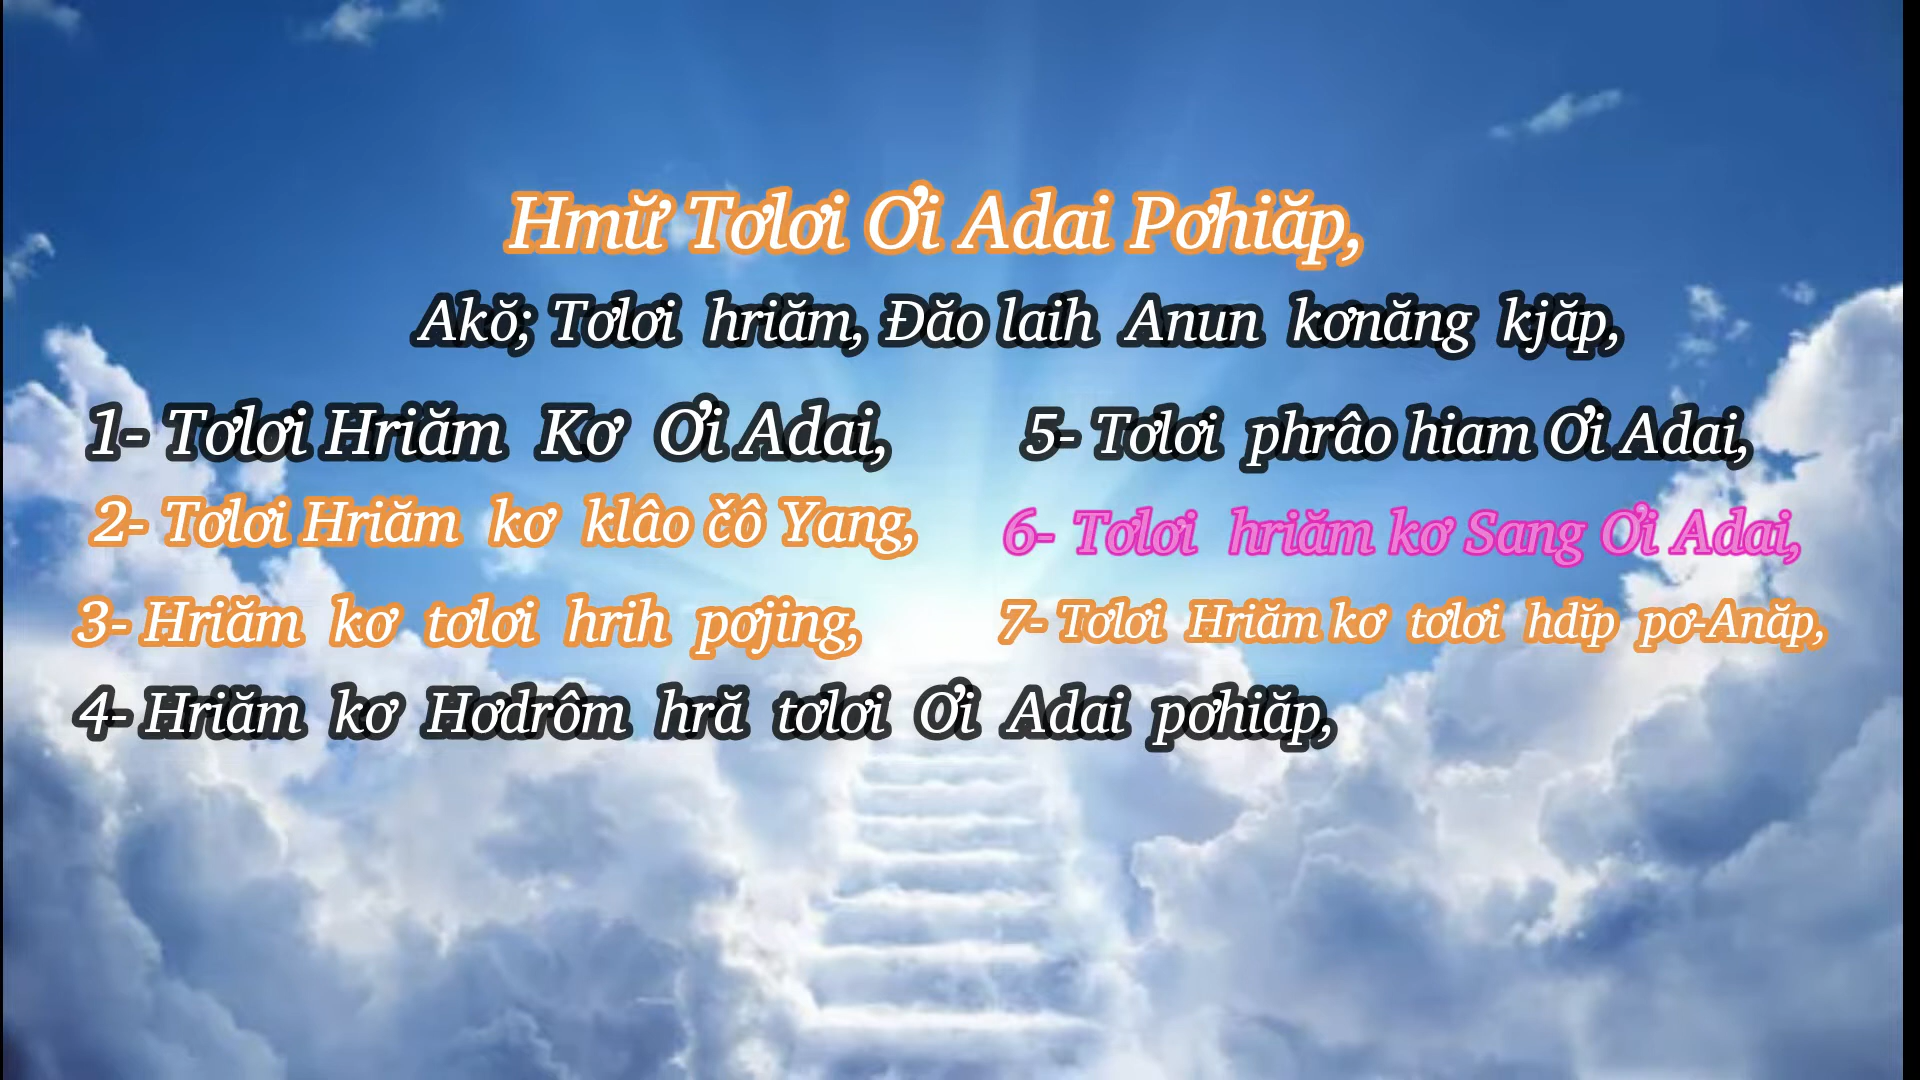 Hmữ Tơlơi Ơi Adai Pơhiăp,
Akŏ; Tơlơi hriăm, Đăo laih Anun kơnăng kjăp,
1- Tơlơi Hriăm Kơ Ơi Adai,
2- Tơlơi Hriăm kơ klâo čô Yang,
3- Hriăm kơ tơlơi hrih pơjing,
4- Hriăm kơ Hơdrôm hră tơlơi Ơi Adai pơhiăp,
5- Tơlơi phrâo hiam Ơi Adai,
6- Tơlơi hriăm kơ Sang Ơi Adai,
7- Tơlơi Hriăm kơ tơlơi hdĭp pơ-Anăp,